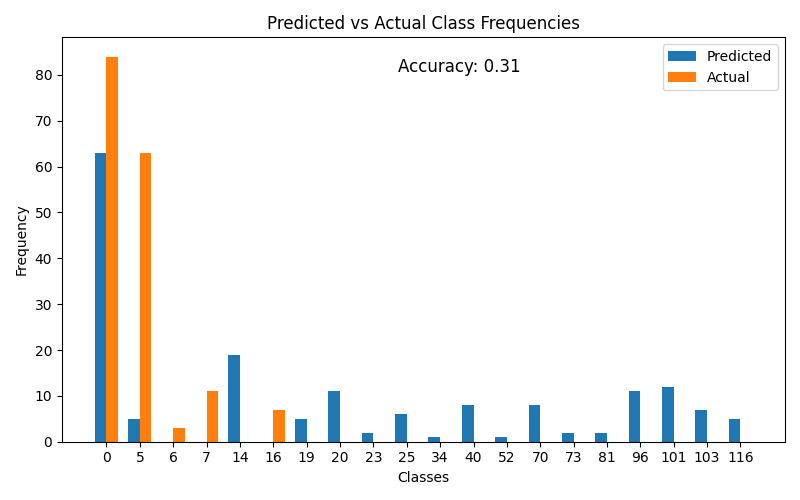 Predicted vs Actual Class Frequencies
Accuracy: 0.31
Predicted
Actual
Frequency
80
70
60
50
40
30
20
10
0
0 5 6 7 14 16 19 20 23 25 34 40 52 70 73 81 96 101 103 116
Classes